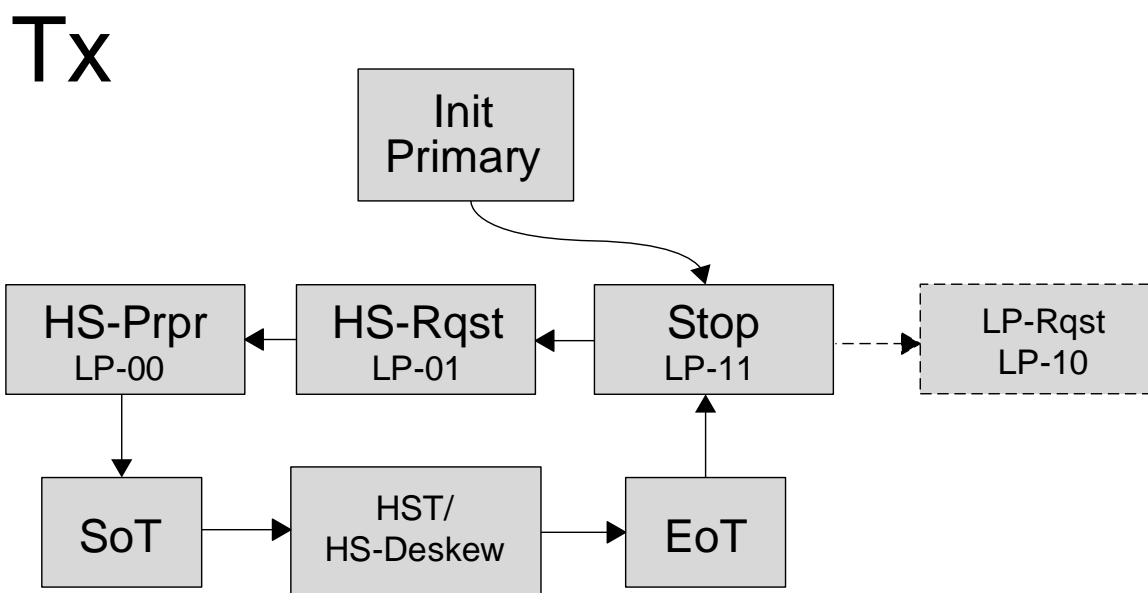 Tx
Init
Primary
HS-Prpr
LP-00
HS-Rqst
LP-01
Stop
LP-11
LP-Rqst
LP-10
SoT
HST/
HS-Deskew
EoT